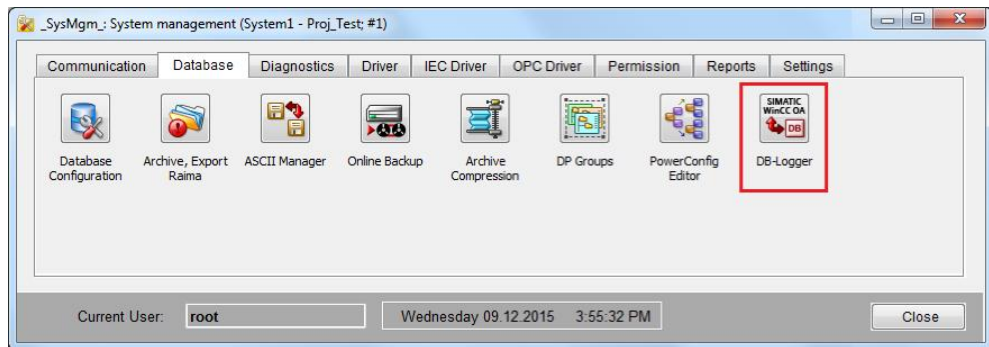 _SysMgm_: System management (System1 - Proj_Test; #1)
Communication Database Diagnostics Driver IEC Driver OPC Driver Permission Reports Settings
SIMATIC
WinCC OA
DB
Database
Configuration
Archive, Export
Raima
ASCII Manager
Online Backup
Archive
Compression
DP Groups
PowerConfig
Editor
DB-Logger
Current User: root Wednesday 09.12.2015 3:55:32 PM Close